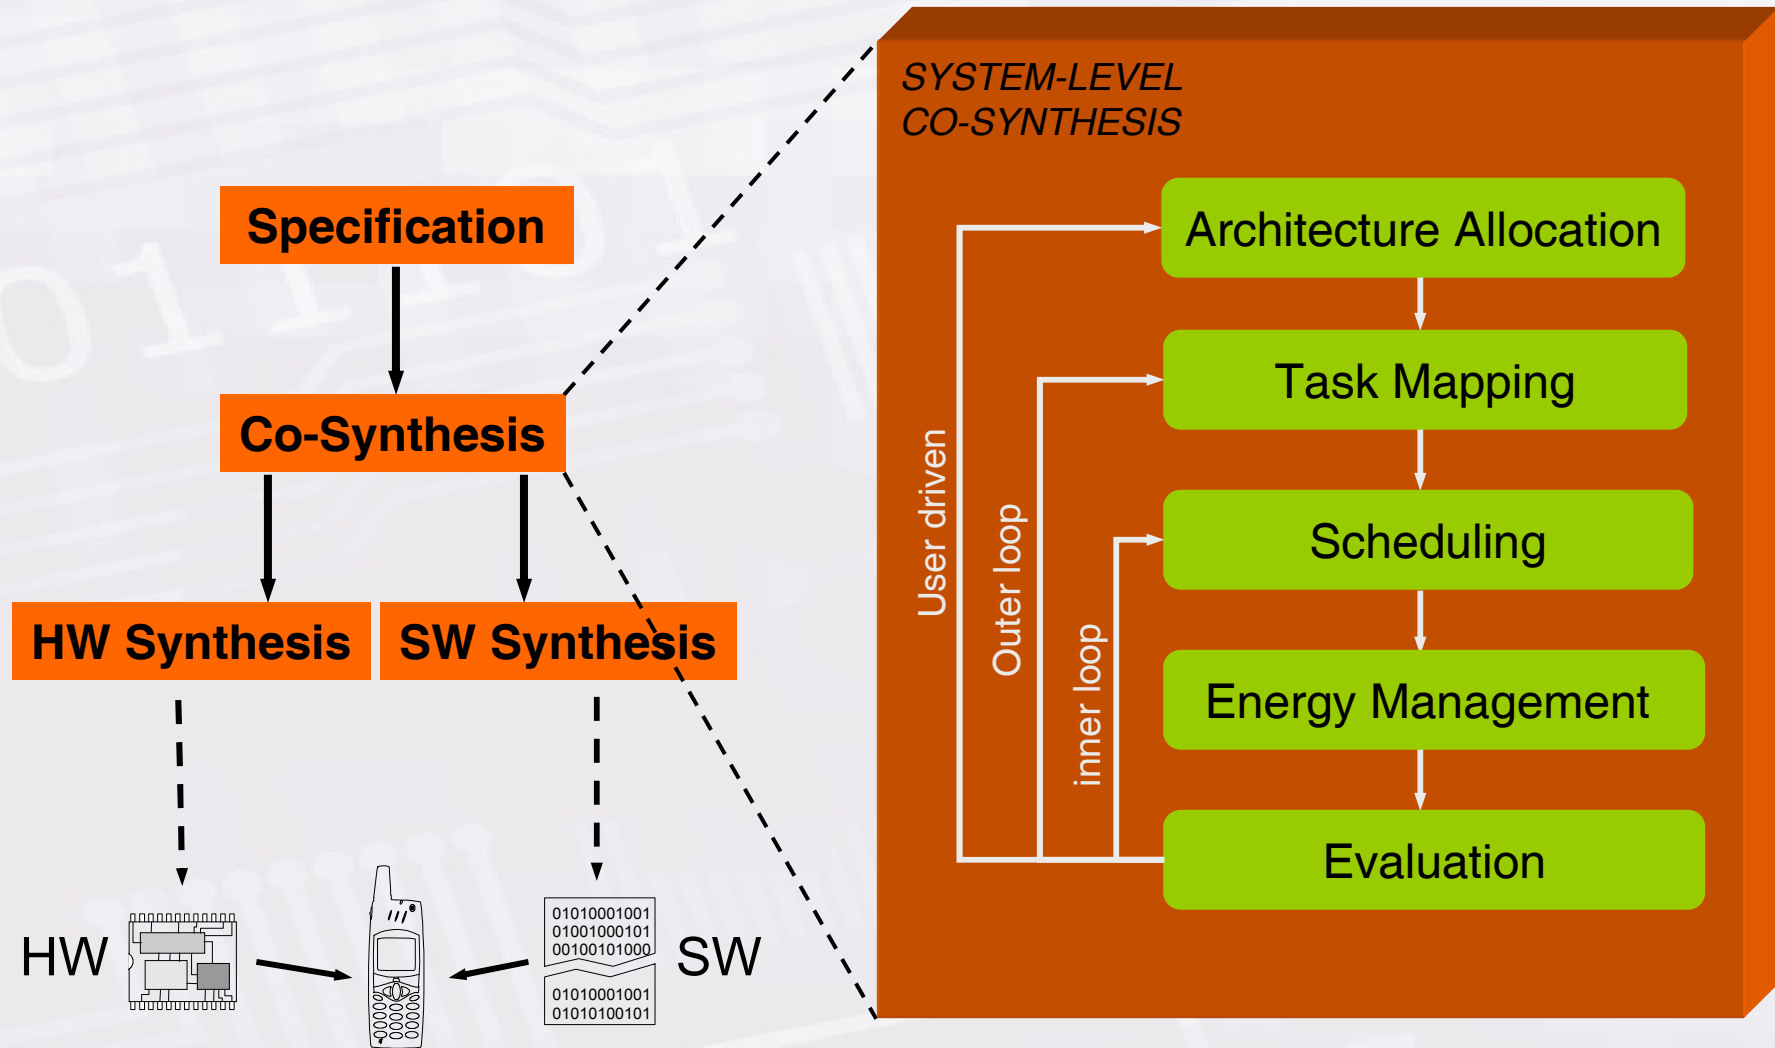 Specification
Co-Synthesis
HW Synthesis
SW Synthesis
HW
01010001001
01001000101
00100101000
01010001001
01010100101
SW
SYSTEM-LEVEL
CO-SYNTHESIS
Architecture Allocation
Task Mapping
Scheduling
Energy Management
Evaluation
User driven
Outer loop
inner loop
011101